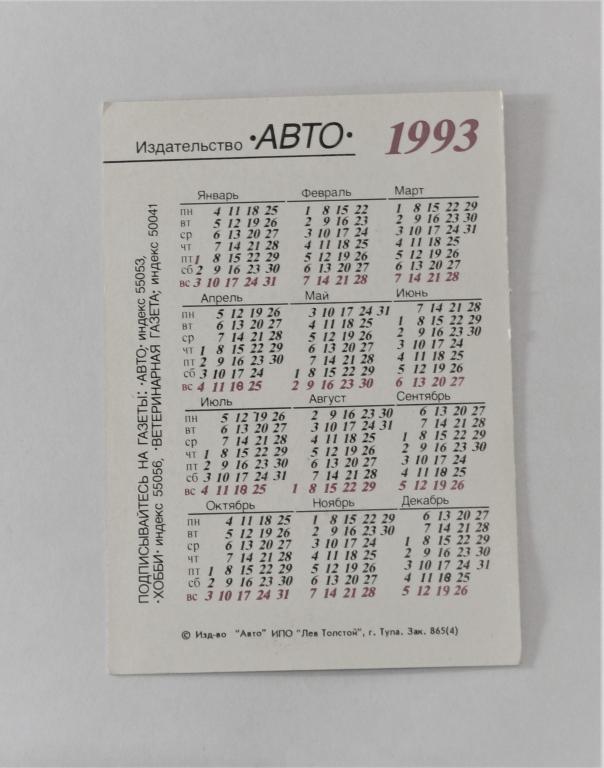 Издательство ·АВТО· 1993
ПОДПИСЫВАЙТЕСЬ НА ГАЗЕТЫ: ·АВТО; индекс 55053,
·ХОББИ· индекс 55056, ·ВЕТЕРИНАРНАЯ ГАЗЕТА; индекс 50041
Январь Февраль Март
пн 4 11 18 25 1 8 15 22 1 8 15 22 29
вт 5 12 19 26 2 9 16 23 2 9 16 23 30
ср 6 13 20 27 3 10 17 24 3 10 17 24 31
чт 7 14 21 28 4 11 18 25 4 11 18 25
пт 1 8 15 22 29 5 12 19 26 5 12 19 26
сб 2 9 16 23 30 6 13 20 27 6 13 20 27
вс 3 10 17 24 31 7 14 21 28 7 14 21 28
Апрель Май Июнь
пн 5 12 19 26 3 10 17 24 31 7 14 21 28
вт 6 13 20 27 4 11 18 25 1 8 15 22 29
ср 7 14 21 28 5 12 19 26 2 9 16 23 30
чт 1 8 15 22 29 6 13 20 27 3 10 17 24
пт 2 9 16 23 30 7 14 21 28 4 11 18 25
сб 3 10 17 24 1 8 15 22 29 5 12 19 26
вс 4 11 18 25 2 9 16 23 30 6 13 20 27
Июль Август Сентябрь
пн 5 12 19 26 2 9 16 23 30 6 13 20 27
вт 6 13 20 27 3 10 17 24 31 7 14 21 28
ср 7 14 21 28 4 11 18 25 1 8 15 22 29
чт 1 8 15 22 29 5 12 19 26 2 9 16 23 30
пт 2 9 16 23 30 6 13 20 27 3 10 17 24
сб 3 10 17 24 31 7 14 21 28 4 11 18 25
вс 4 11 18 25 1 8 15 22 29 5 12 19 26
Октябрь Ноябрь Декабрь
пн 4 11 18 25 1 8 15 22 29 6 13 20 27
вт 5 12 19 26 2 9 16 23 30 7 14 21 28
ср 6 13 20 27 3 10 17 24 1 8 15 22 29
чт 7 14 21 28 4 11 18 25 2 9 16 23 30
пт 1 8 15 22 29 5 12 19 26 3 10 17 24 31
сб 2 9 16 23 30 6 13 20 27 4 11 18 25
вс 3 10 17 24 31 7 14 21 28 5 12 19 26
© Изд-во "Авто" ИПО "Лев Толстой", г. Тула. Зак. 865(4)